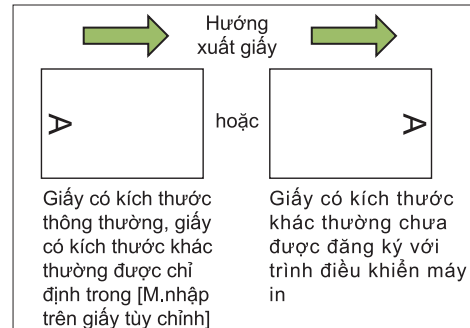 Hướng
xuất giấy
A
hoặc
A
Giấy có kích thước
thông thường, giấy
có kích thước khác
thường được chỉ
định trong [M.nhập
trên giấy tùy chỉnh]
Giấy có kích thước
khác thường chưa
được đăng ký với
trình điều khiển máy
in